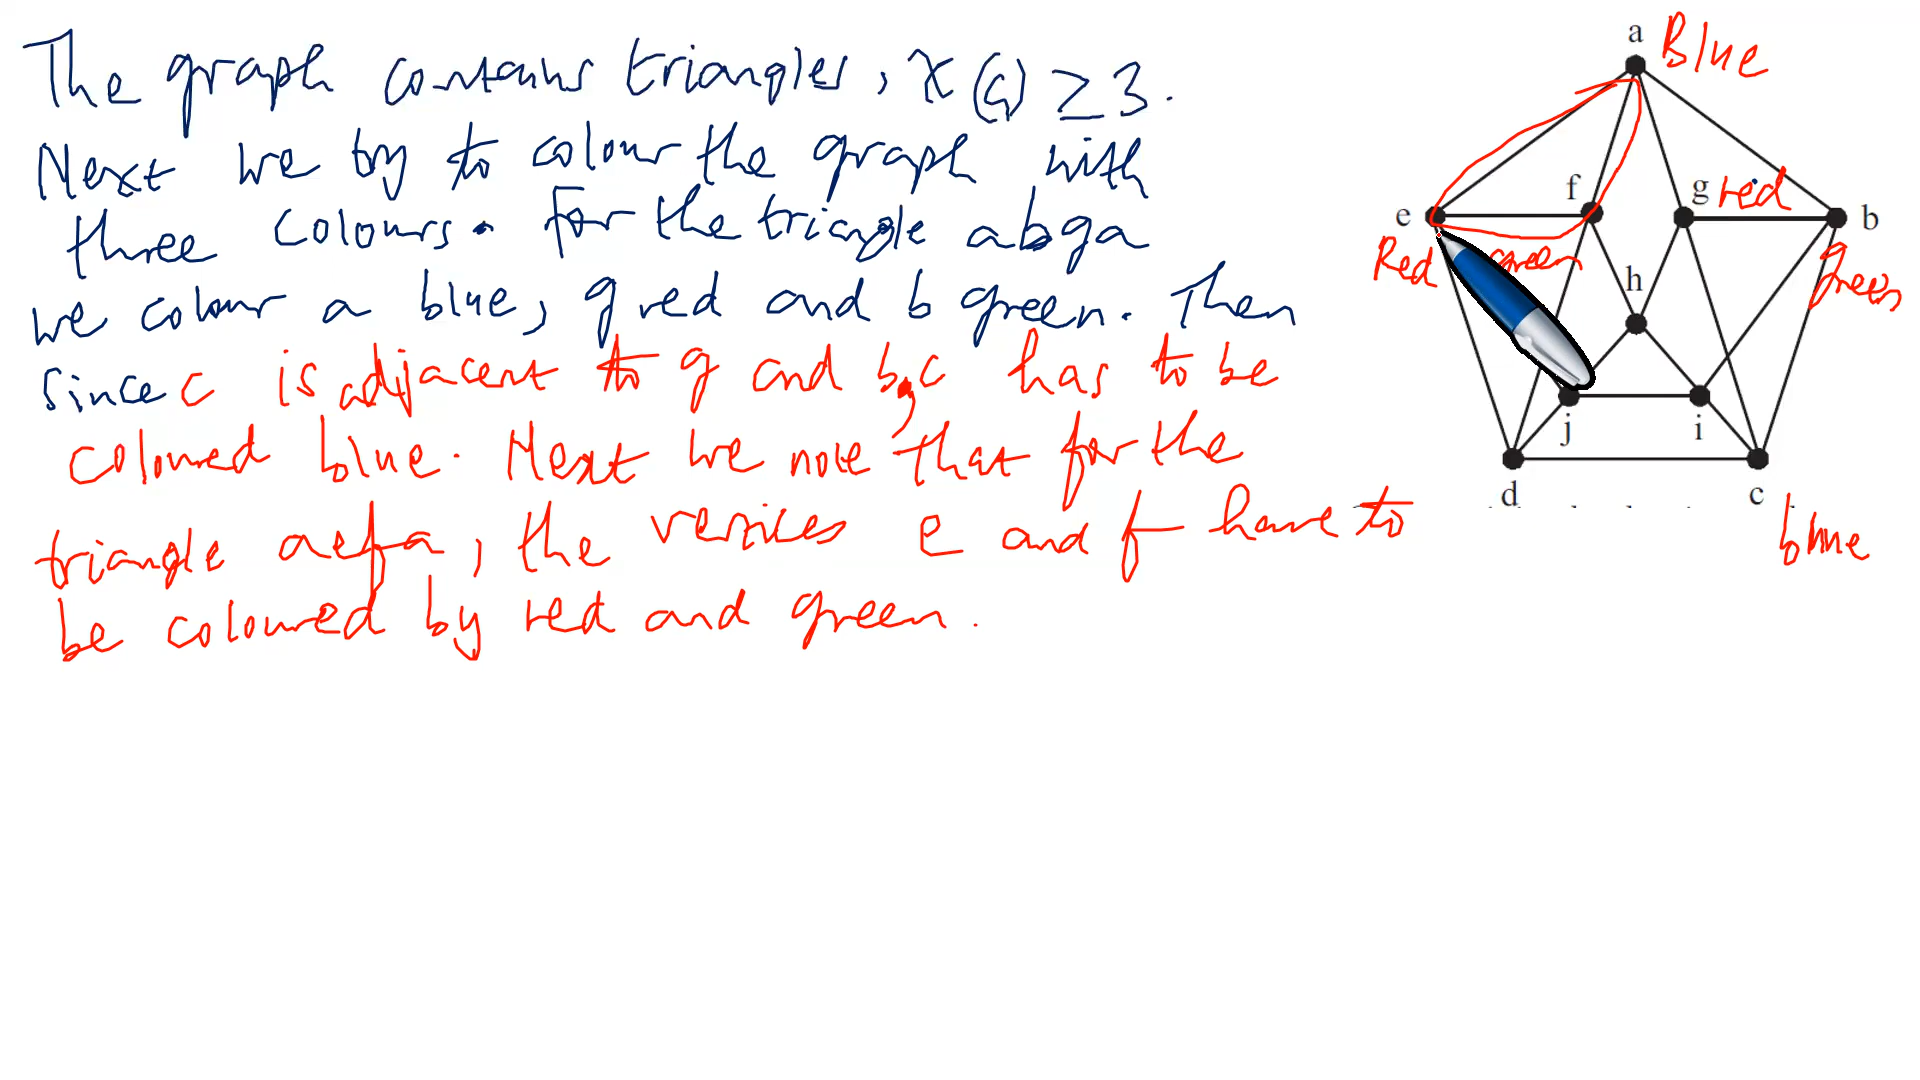 The graph contains triangles, χ(G) ≥ 3.
Next we try to colour the graph with
three colours. For the triangle abga
we colour a blue, g red and b green. Then
since c is adjacent to g and b, c has to be
coloured blue. Next we note that for the
triangle aefa, the verices e and f have to
be coloured by red and green.
a Blue
e f g red b
Red green green
h
j i
d c
blue